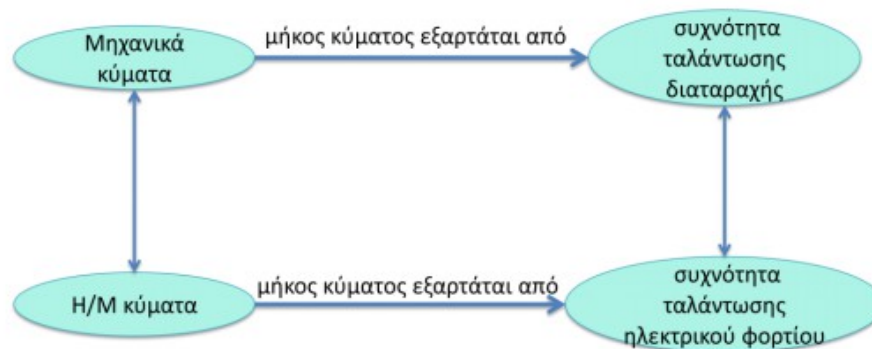 Μηχανικά
κύματα
μήκος κύματος εξαρτάται από
συχνότητα
ταλάντωσης
διαταραχής
Η/Μ κύματα
μήκος κύματος εξαρτάται από
συχνότητα
ταλάντωσης
ηλεκτρικού φορτίου